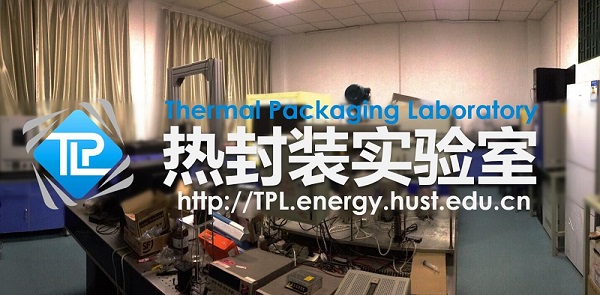 Thermal Packaging Laboratory
TPL
热封装实验室
http://TPL.energy.hust.edu.cn